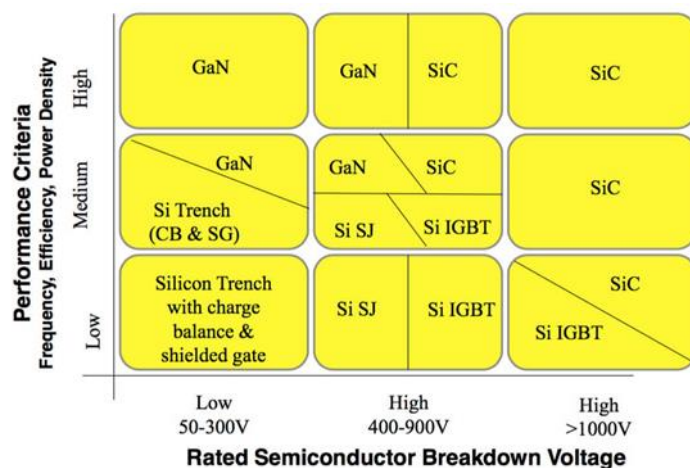 Performance Criteria
Frequency, Efficiency, Power Density
High
GaN
GaN
SiC
SiC
Medium
GaN
Si Trench
(CB & SG)
GaN
SiC
Si SJ
Si IGBT
SiC
Low
Silicon Trench
with charge
balance &
shielded gate
Si SJ
Si IGBT
SiC
Si IGBT
Low
50-300V
High
400-900V
High
>1000V
Rated Semiconductor Breakdown Voltage